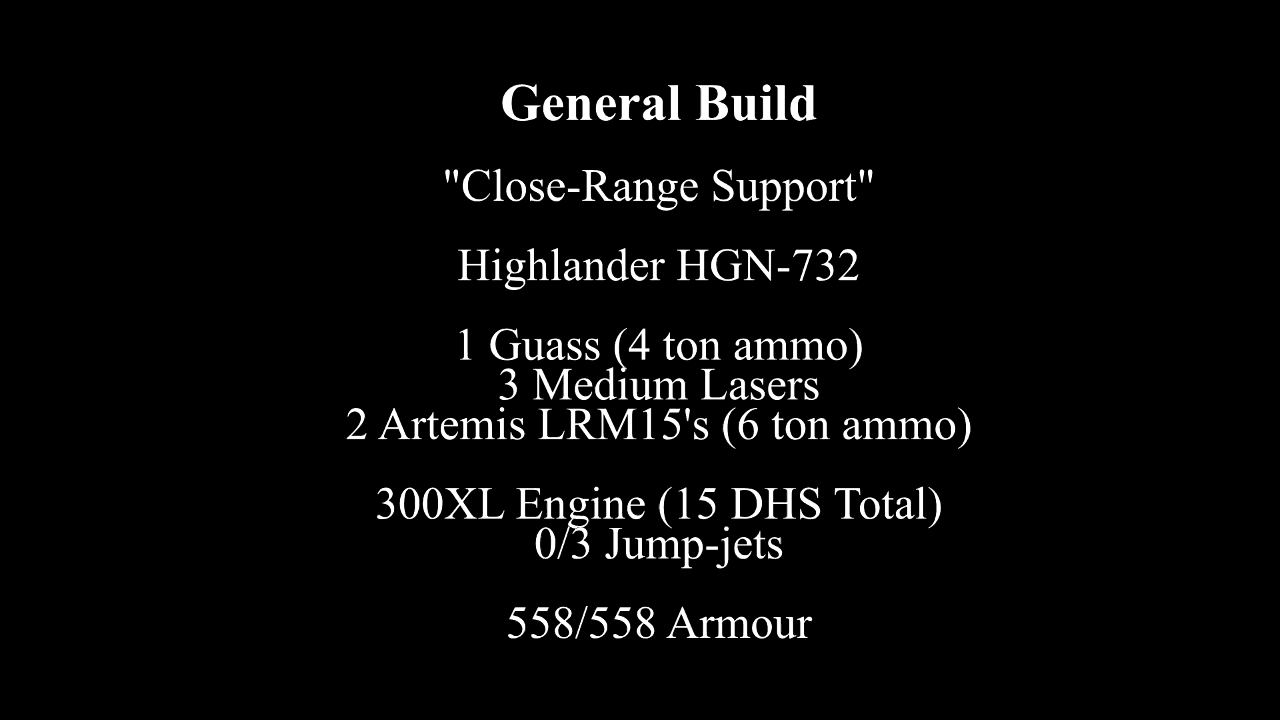 General Build
"Close-Range Support"
Highlander HGN-732
1 Guass (4 ton ammo)
3 Medium Lasers
2 Artemis LRM15's (6 ton ammo)
300XL Engine (15 DHS Total)
0/3 Jump-jets
558/558 Armour